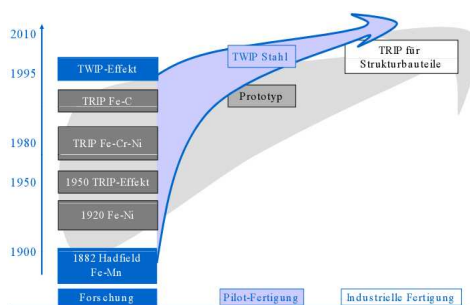 2010
1995
1980
1950
1900
TWIP-Effekt
TRIP Fe-C
TRIP Fe-Cr-Ni
1950 TRIP-Effekt
1920 Fe-Ni
1882 Hadfield
Fe-Mn
TWIP Stahl
Prototyp
TRIP für
Strukturbauteile
Forschung
Pilot-Fertigung
Industrielle Fertigung